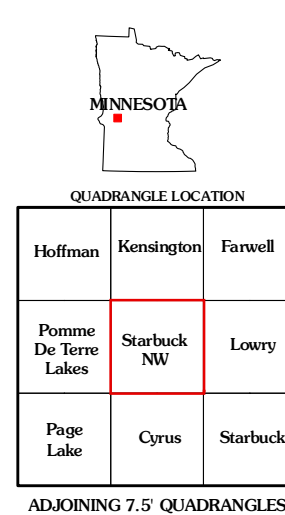 MINNESOTA
QUADRANGLE LOCATION
Hoffman
Kensington
Farwell
Pomme
De Terre
Lakes
Starbuck
NW
Lowry
Page
Lake
Cyrus
Starbuck
ADJOINING 7.5' QUADRANGLES